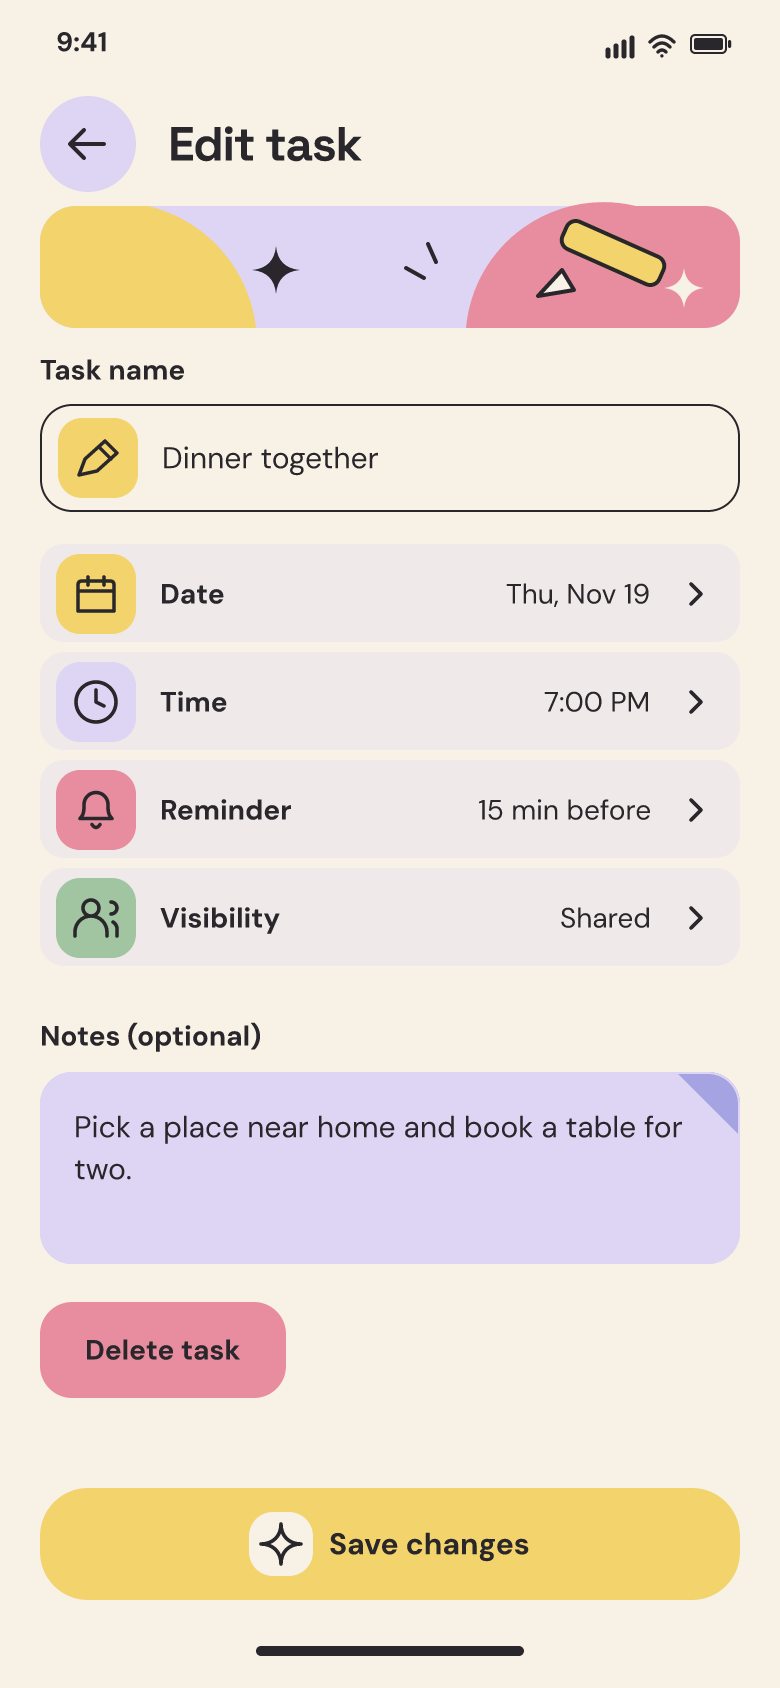 9:41
Edit task
Task name
Dinner together
Date
Thu, Nov 19
Time
7:00 PM
Reminder
15 min before
Visibility
Shared
Notes (optional)
Pick a place near home and book a table for
two.
Delete task
Save changes